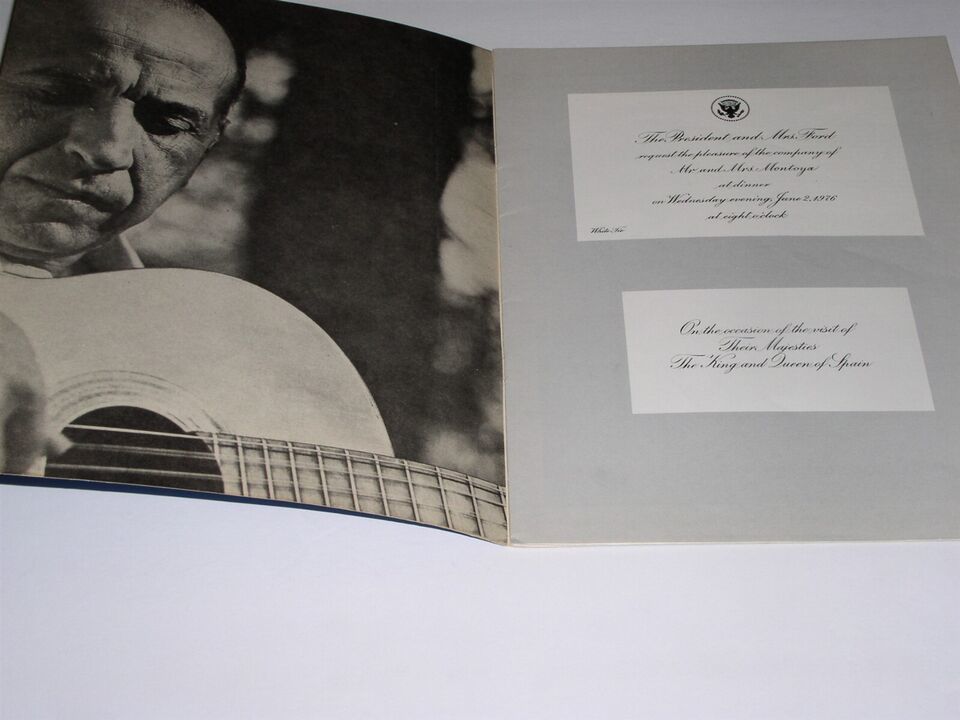 The President and Mrs. Ford
request the pleasure of the company of
Mr. and Mrs. Montoya
at dinner
on Wednesday evening, June 2, 1976
at eight o'clock
White Tie
On the occasion of the visit of
Their Majesties
The King and Queen of Spain